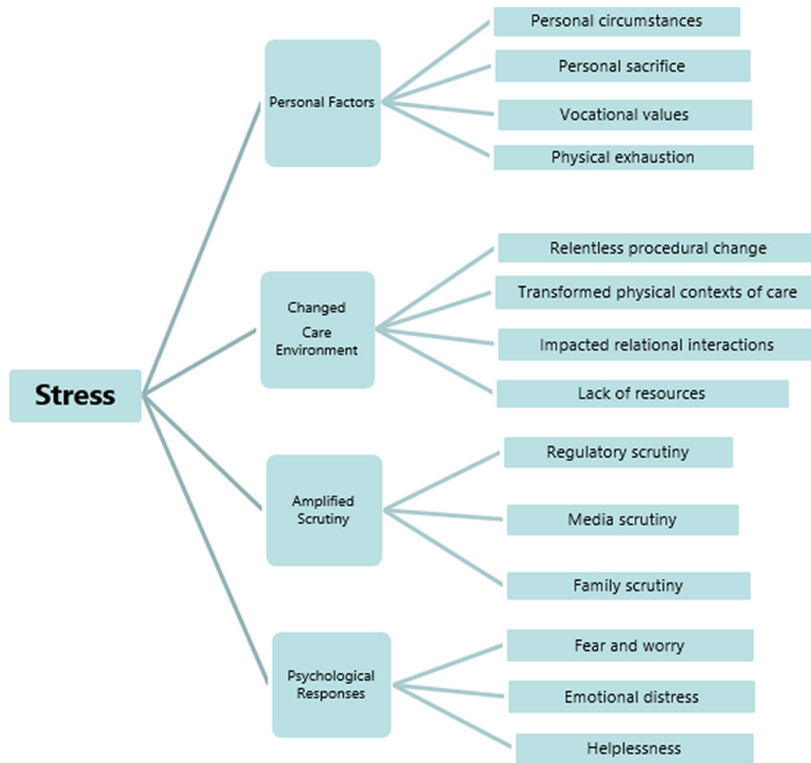 Stress
Personal Factors
Personal circumstances
Personal sacrifice
Vocational values
Physical exhaustion
Changed
Care
Environment
Relentless procedural change
Transformed physical contexts of care
Impacted relational interactions
Lack of resources
Amplified
Scrutiny
Regulatory scrutiny
Media scrutiny
Family scrutiny
Psychological
Responses
Fear and worry
Emotional distress
Helplessness